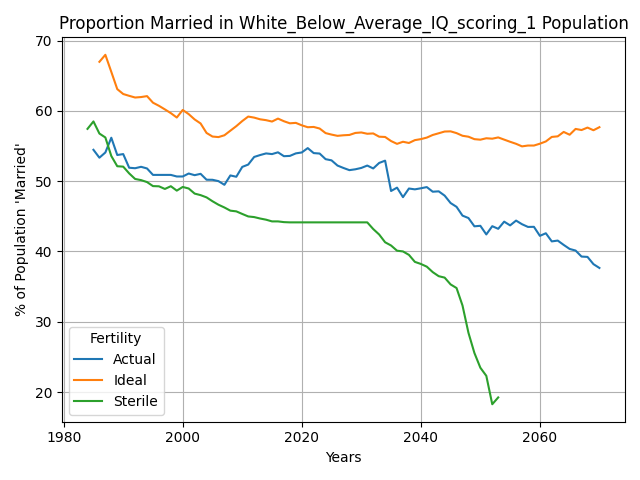 Proportion Married in White_Below_Average_IQ_scoring_1 Population
70
60
50
40
30
20
% of Population 'Married'
Fertility
Actual
Ideal
Sterile
1980
2000
2020
2040
2060
Years